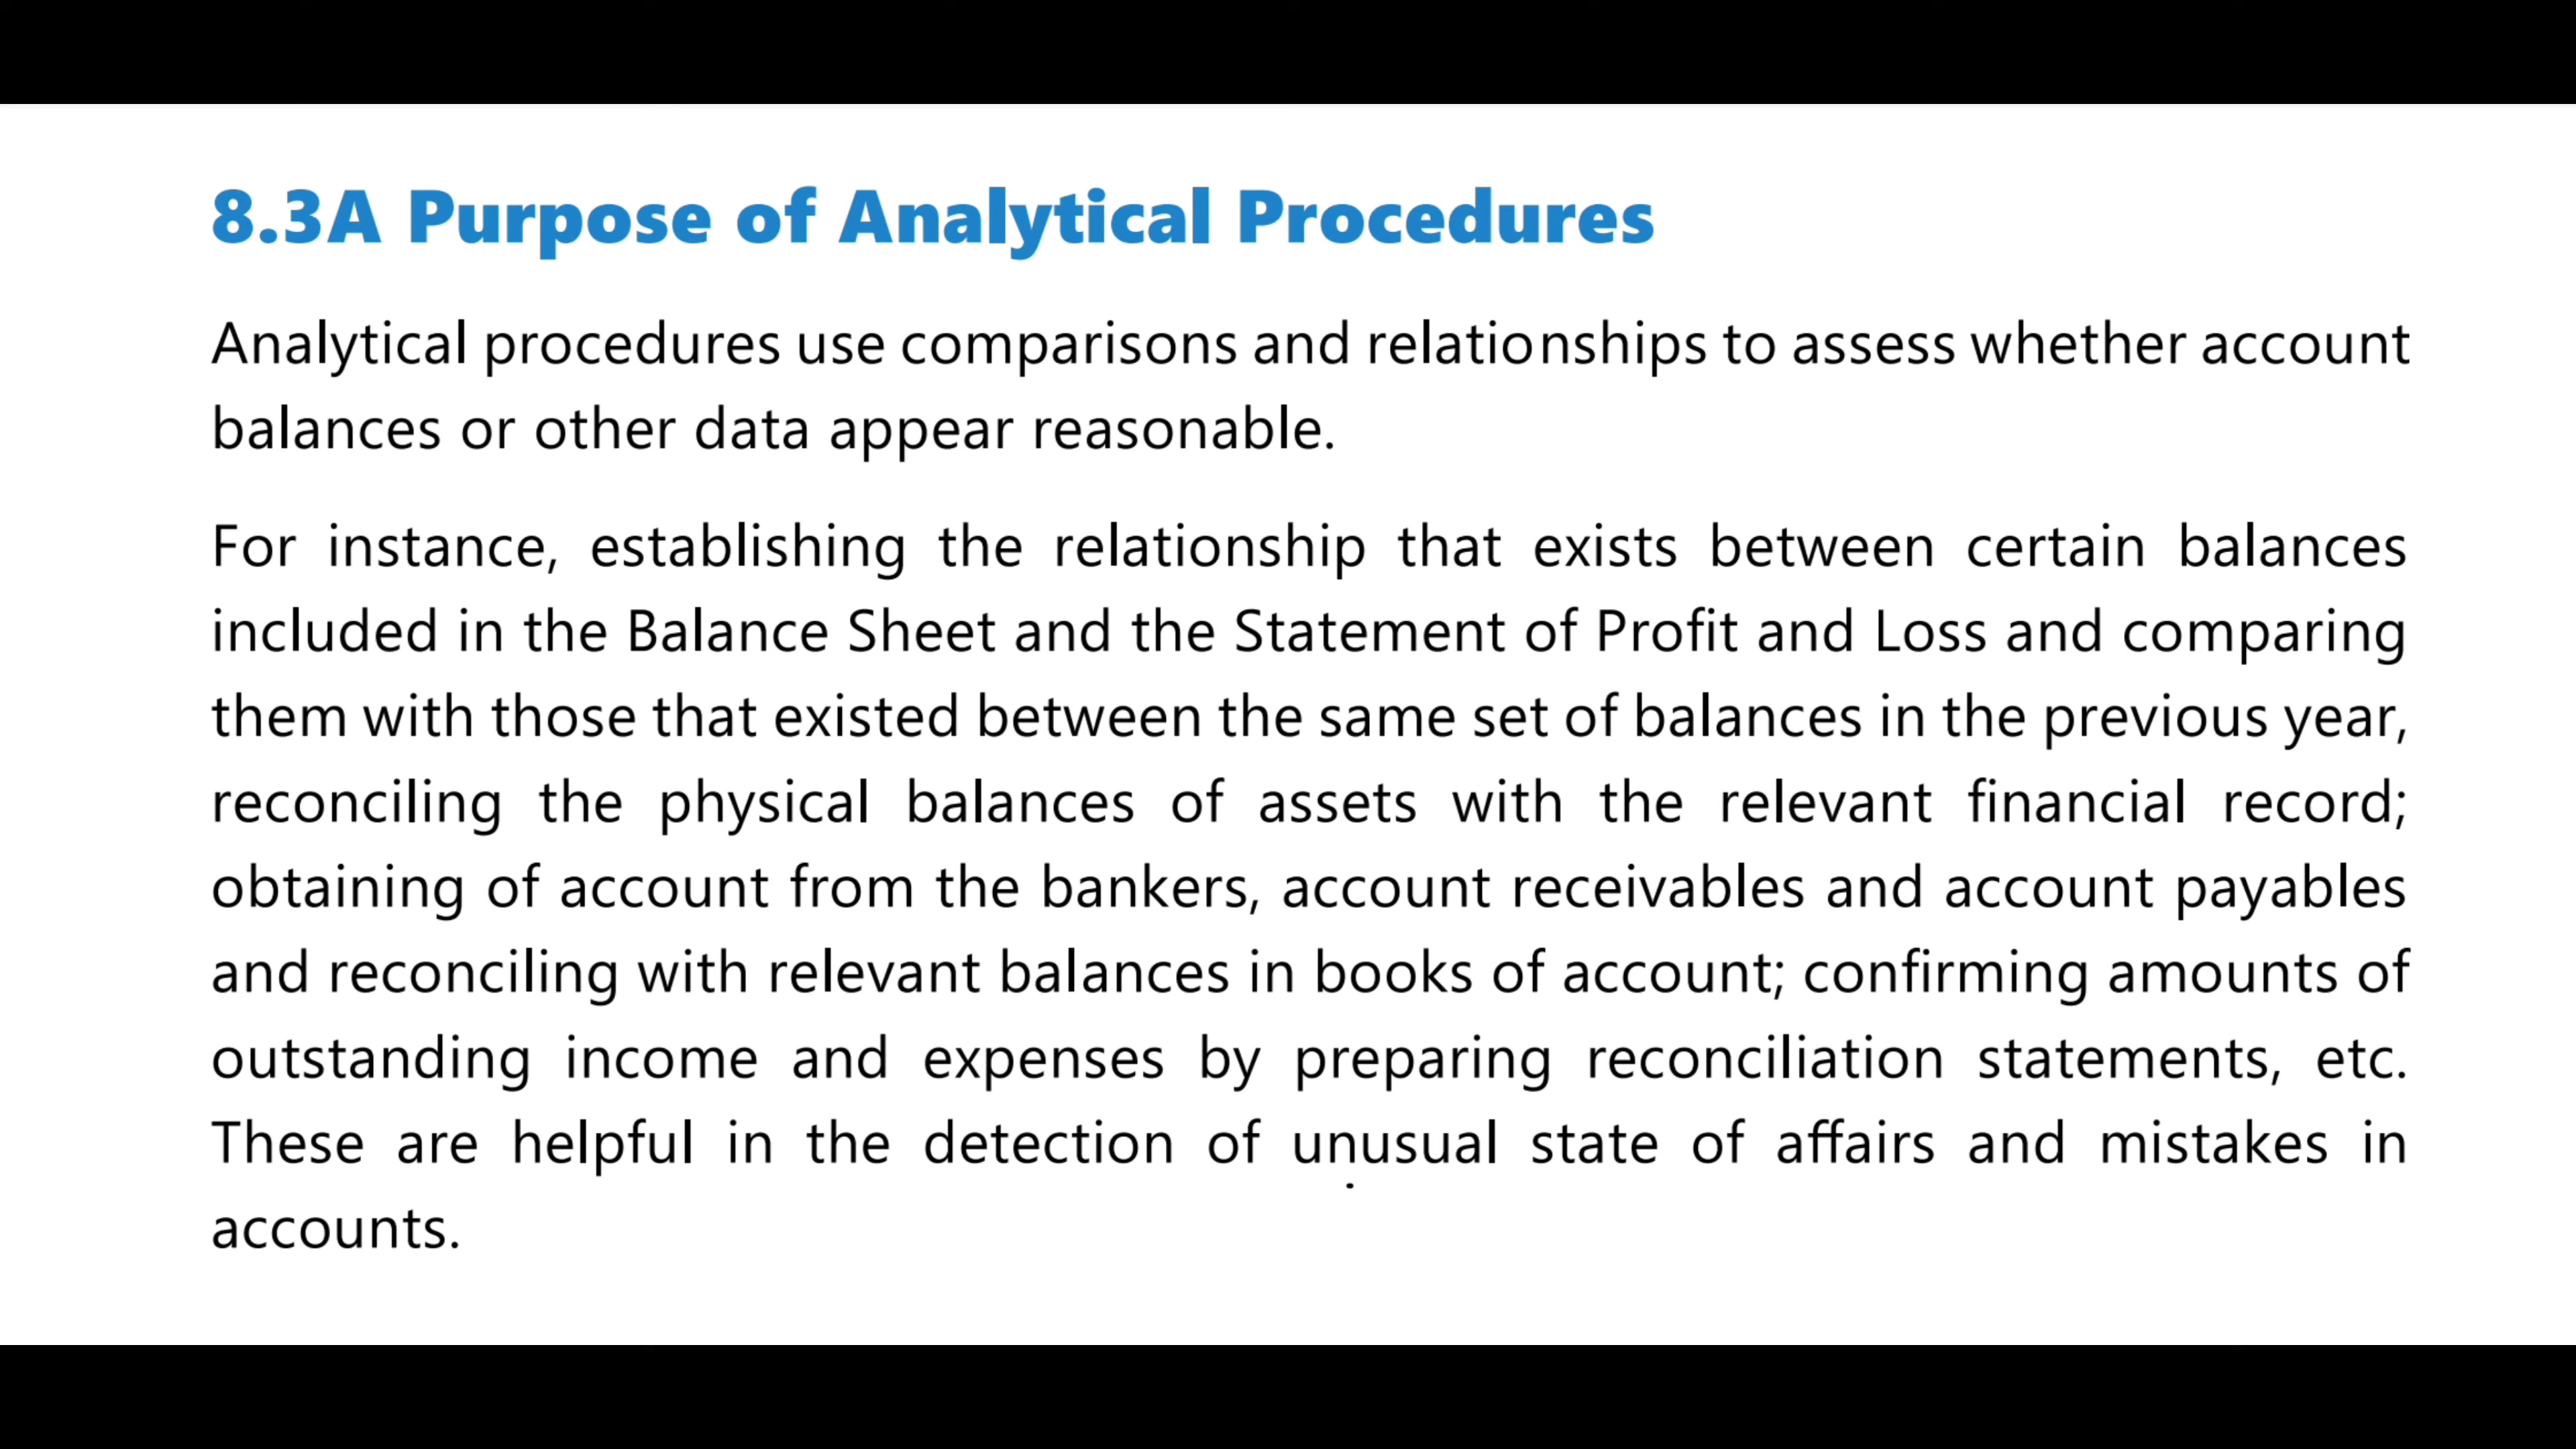 8.3A Purpose of Analytical Procedures
Analytical procedures use comparisons and relationships to assess whether account
balances or other data appear reasonable.
For instance, establishing the relationship that exists between certain balances
included in the Balance Sheet and the Statement of Profit and Loss and comparing
them with those that existed between the same set of balances in the previous year,
reconciling the physical balances of assets with the relevant financial record;
obtaining of account from the bankers, account receivables and account payables
and reconciling with relevant balances in books of account; confirming amounts of
outstanding income and expenses by preparing reconciliation statements, etc.
These are helpful in the detection of unusual state of affairs and mistakes in
accounts.